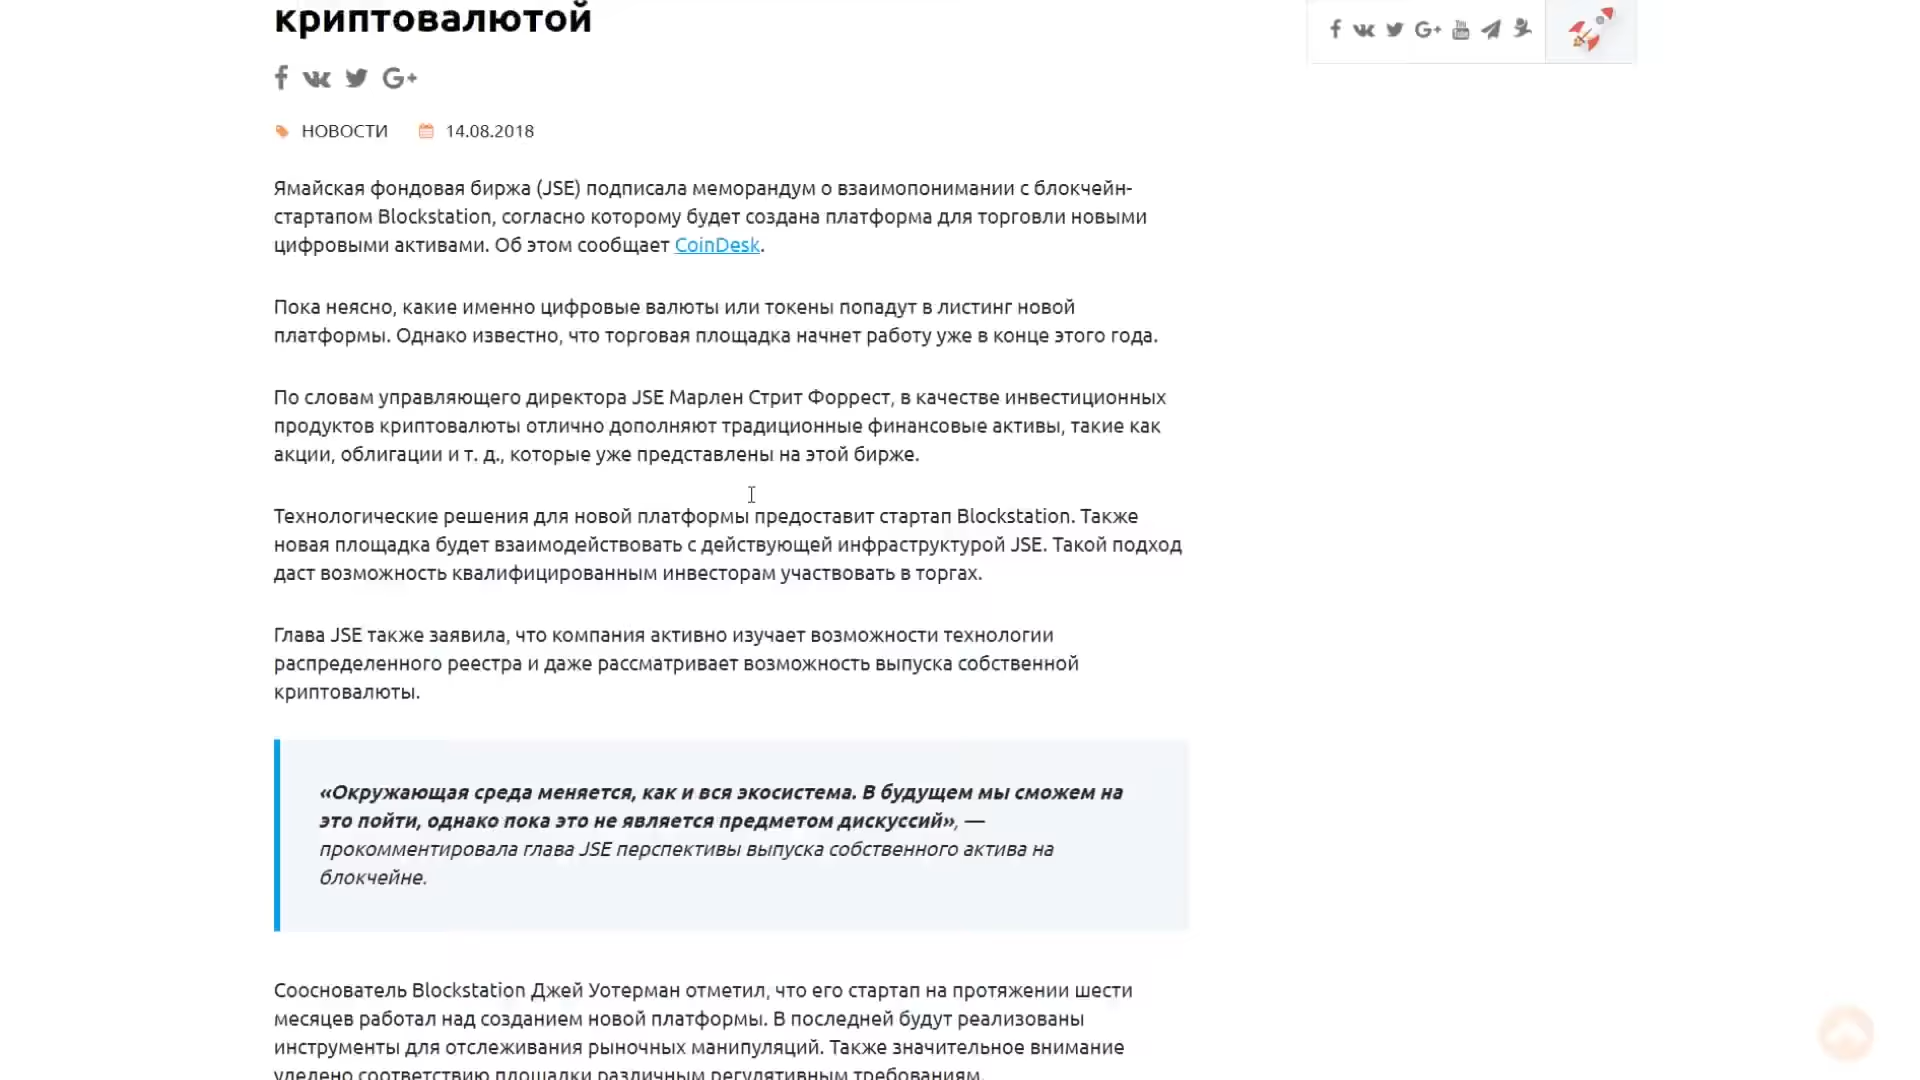 криптовалютой
НОВОСТИ 14.08.2018
Ямайская фондовая биржа (JSE) подписала меморандум о взаимопонимании с блокчейн-
стартапом Blockstation, согласно которому будет создана платформа для торговли новыми
цифровыми активами. Об этом сообщает CoinDesk.
Пока неясно, какие именно цифровые валюты или токены попадут в листинг новой
платформы. Однако известно, что торговая площадка начнет работу уже в конце этого года.
По словам управляющего директора JSE Марлен Стрит Форрест, в качестве инвестиционных
продуктов криптовалюты отлично дополняют традиционные финансовые активы, такие как
акции, облигации и т. д., которые уже представлены на этой бирже.
Технологические решения для новой платформы предоставит стартап Blockstation. Также
новая площадка будет взаимодействовать с действующей инфраструктурой JSE. Такой подход
даст возможность квалифицированным инвесторам участвовать в торгах.
Глава JSE также заявила, что компания активно изучает возможности технологии
распределенного реестра и даже рассматривает возможность выпуска собственной
криптовалюты.
«Окружающая среда меняется, как и вся экосистема. В будущем мы сможем на
это пойти, однако пока это не является предметом дискуссий», —
прокомментировала глава JSE перспективы выпуска собственного актива на
блокчейне.
Сооснователь Blockstation Джей Уотерман отметил, что его стартап на протяжении шести
месяцев работал над созданием новой платформы. В последней будут реализованы
инструменты для отслеживания рыночных манипуляций. Также значительное внимание
уделено соответствию площадки различным регулятивным требованиям.